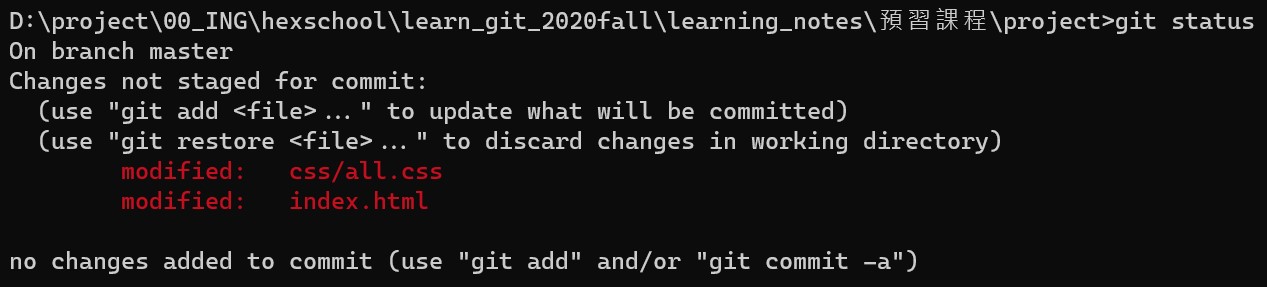 D:\project\00_ING\hexschool\learn_git_2020fall\learning_notes\預習課程\project>git status
On branch master
Changes not staged for commit:
  (use "git add <file>..." to update what will be committed)
  (use "git restore <file>..." to discard changes in working directory)
        modified:   css/all.css
        modified:   index.html

no changes added to commit (use "git add" and/or "git commit -a")